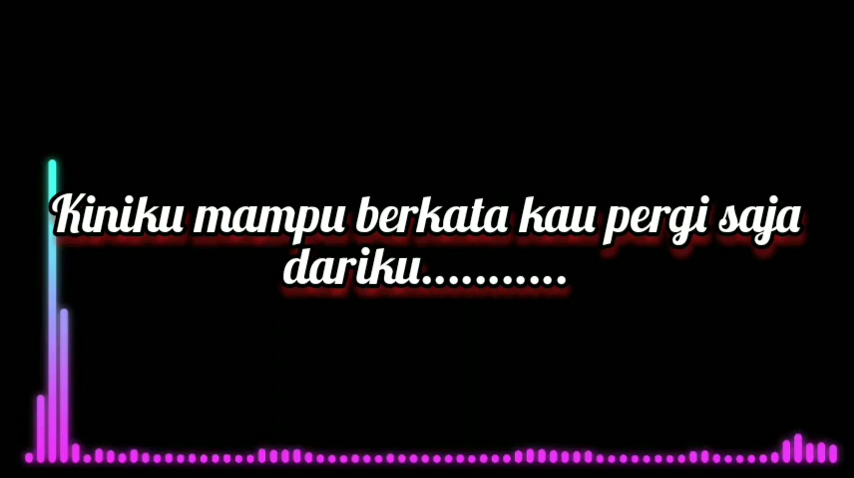 Kiniku mampu berkata kau pergi saja
dariku...........